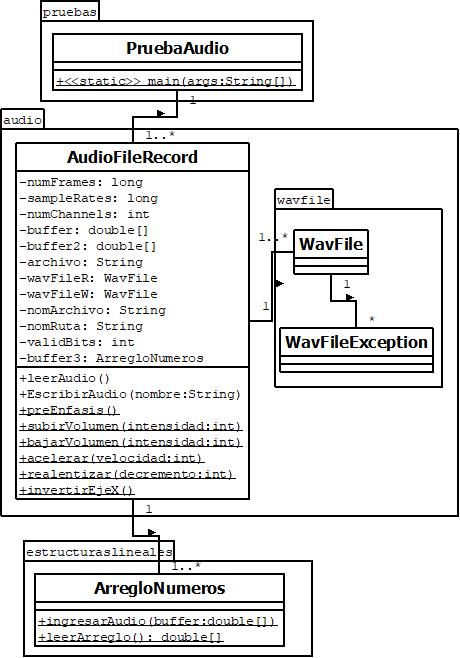 pruebas
PruebaAudio
+<<static>> main(args:String[])
1
audio
1..*
AudioFileRecord
-numFrames: long
-sampleRates: long
-numChannels: int
-buffer: double[]
-buffer2: double[]
-archivo: String
-wavFileR: WavFile
-wavFileW: WavFile
-nomArchivo: String
-nomRuta: String
-validBits: int
-buffer3: ArregloNumeros
+leerAudio()
+EscribirAudio(nombre:String)
+preEnfasis()
+subirVolumen(intensidad:int)
+bajarVolumen(intensidad:int)
+acelerar(velocidad:int)
+realentizar(decremento:int)
+invertirEjeX()
wavfile
1..*
WavFile
1
1
*
WavFileException
1
estructuraslineales
1..*
ArregloNumeros
+ingresarAudio(buffer:double[])
+leerArreglo(): double[]